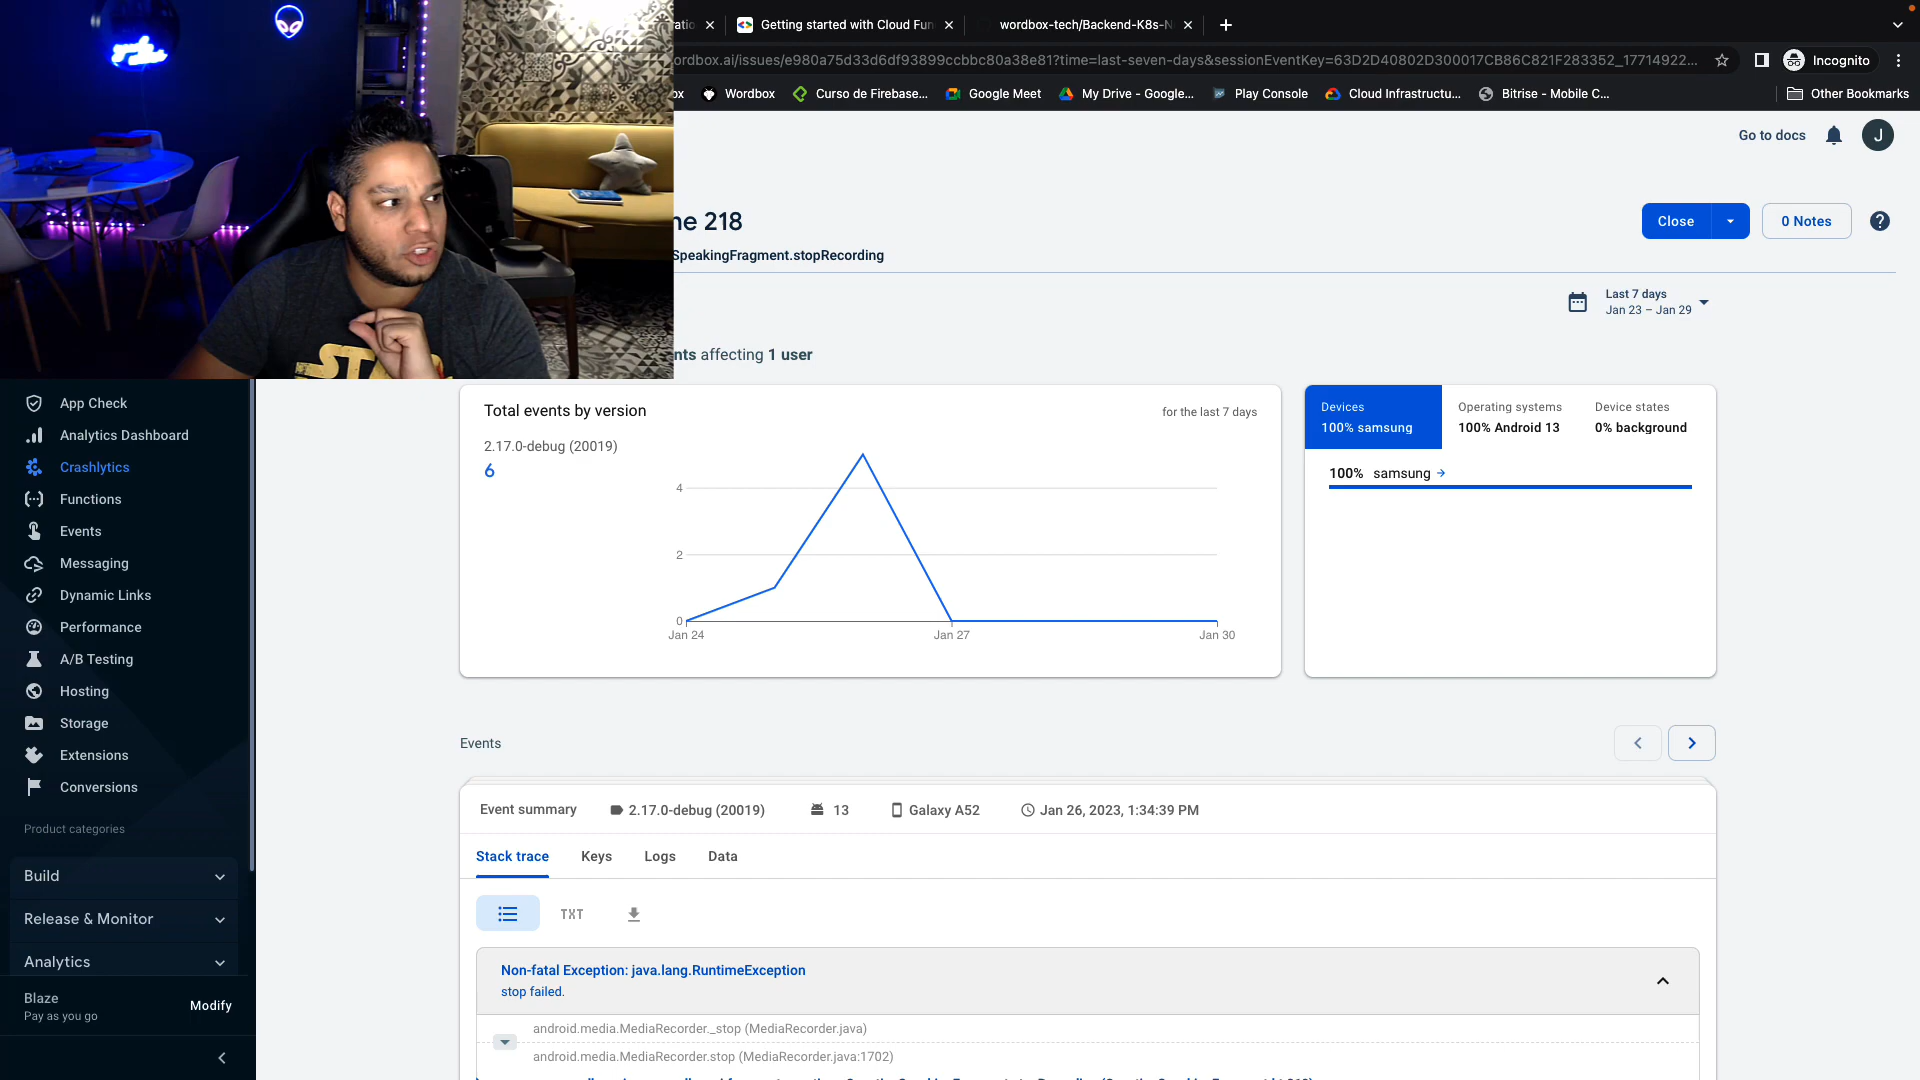 ratio
Getting started with Cloud Fun
wordbox-tech/Backend-K8s-N
ordbox.ai/issues/e980a75d33d6df93899ccbbc80a38e81?time=last-seven-days&sessionEventKey=63D2D40802D300017CB86C821F283352_17714922...
Incognito
ox
Wordbox
Curso de Firebase...
Google Meet
My Drive - Google...
Play Console
Cloud Infrastructu...
Bitrise - Mobile C...
Other Bookmarks
Go to docs
J
ne 218
Close
0 Notes
SpeakingFragment.stopRecording
Last 7 days
Jan 23 – Jan 29
nts affecting 1 user
App Check
Analytics Dashboard
Crashlytics
Functions
Events
Messaging
Dynamic Links
Performance
A/B Testing
Hosting
Storage
Extensions
Conversions
Product categories
Build
Release & Monitor
Analytics
Blaze
Pay as you go
Modify
Total events by version
for the last 7 days
2.17.0-debug (20019)
6
4
2
0
Jan 24
Jan 27
Jan 30
Devices
100% samsung
Operating systems
100% Android 13
Device states
0% background
100% samsung
Events
Event summary
2.17.0-debug (20019)
13
Galaxy A52
Jan 26, 2023, 1:34:39 PM
Stack trace
Keys
Logs
Data
TXT
Non-fatal Exception: java.lang.RuntimeException
stop failed.
android.media.MediaRecorder._stop (MediaRecorder.java)
android.media.MediaRecorder.stop (MediaRecorder.java:1702)